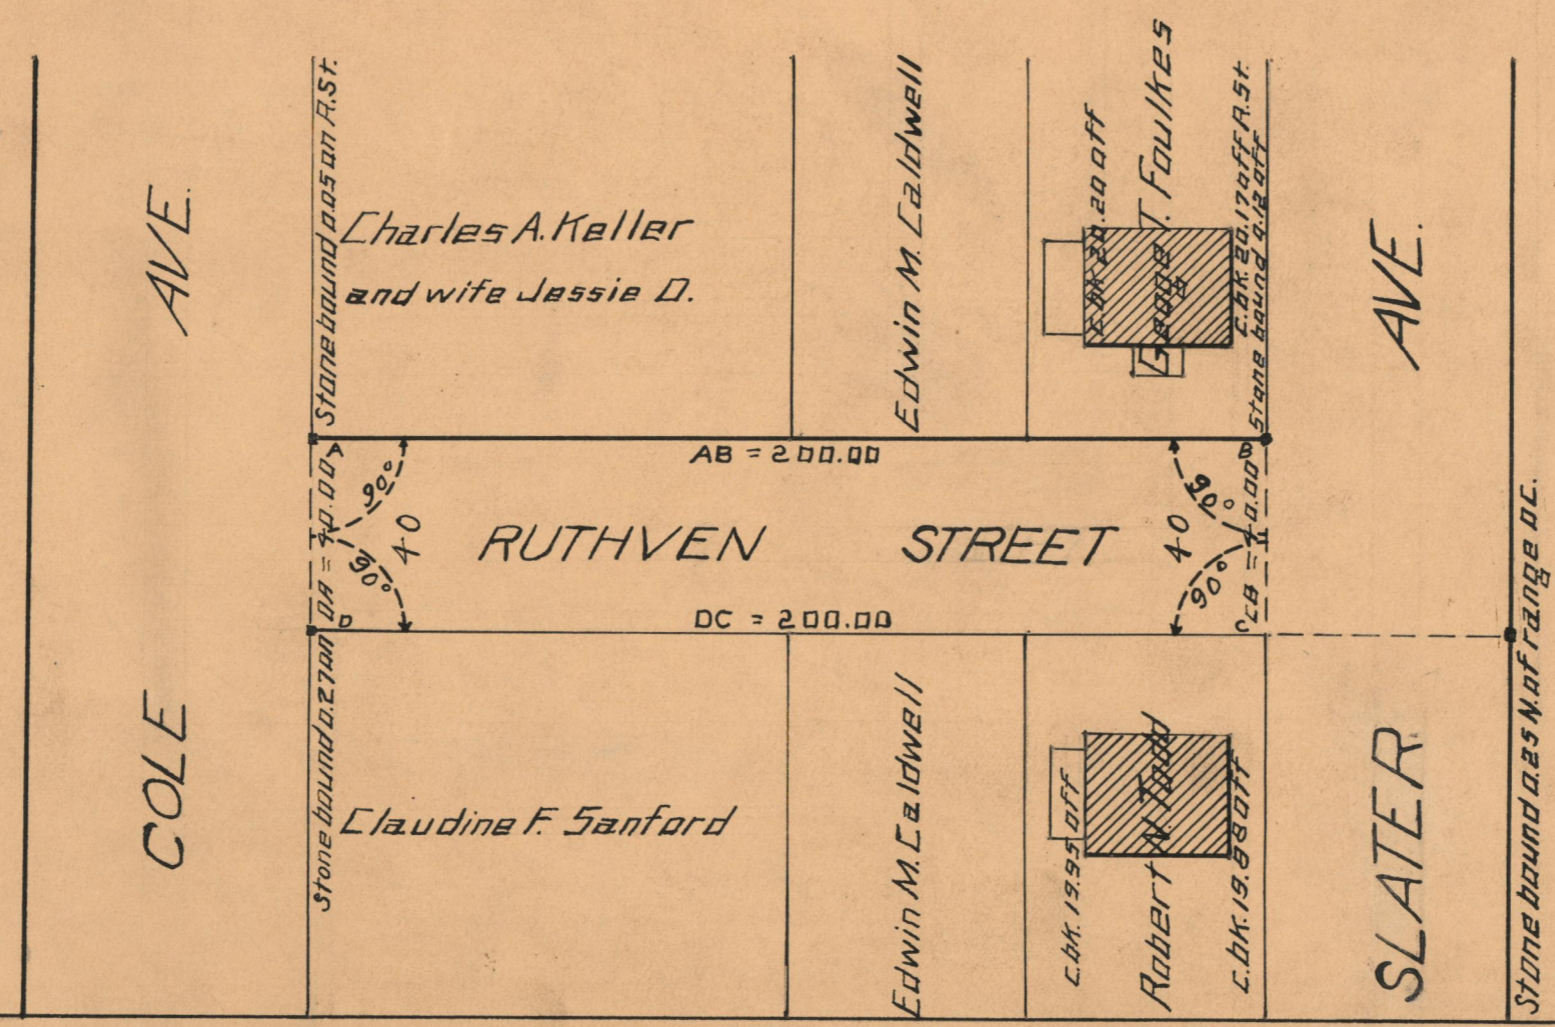 COLE AVE.
Stone bound 0.05 on R.St.
Charles A. Keller
and wife Jessie D.
Edwin M. Caldwell
C.bk. 20.20 off
George T. Foulkes
C.bk. 20.17 off R.St.
Stone bound 0.12 off
SLATER AVE.
A
AB = 200.00
B
90°
90°
DA = 40.00
40
RUTHVEN STREET
40
CB = 40.00
90°
90°
D
DC = 200.00
C
Stone bound 0.27 on
Claudine F. Sanford
Edwin M. Caldwell
C.bk. 19.95 off
Robert N. Todd
C.bk. 19.88 off
Stone bound 0.25 N. of range DC.